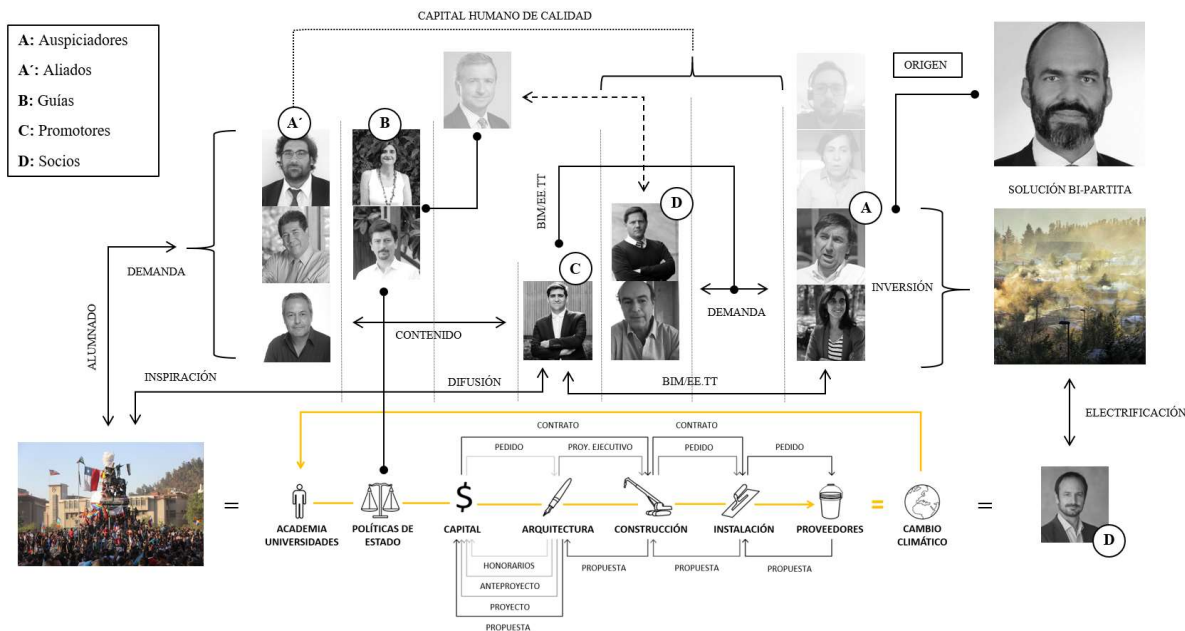 CAPITAL HUMANO DE CALIDAD
A: Auspiciadores
A´: Aliados
B: Guías
C: Promotores
D: Socios
ORIGEN
A´
B
SOLUCIÓN BI-PARTITA
BIM/EE.TT
D
A
DEMANDA
C
INVERSIÓN
DEMANDA
ALUMNADO
CONTENIDO
INSPIRACIÓN
DIFUSIÓN
BIM/EE.TT
ELECTRIFICACIÓN
CONTRATO
CONTRATO
PEDIDO
PROY. EJECUTIVO
PEDIDO
PEDIDO
=
$
=
=
ACADEMIA
UNIVERSIDADES
POLÍTICAS DE
ESTADO
CAPITAL
ARQUITECTURA
CONSTRUCCIÓN
INSTALACIÓN
PROVEEDORES
CAMBIO
CLIMÁTICO
D
HONORARIOS
PROPUESTA
PROPUESTA
PROPUESTA
ANTEPROYECTO
PROYECTO
PROPUESTA